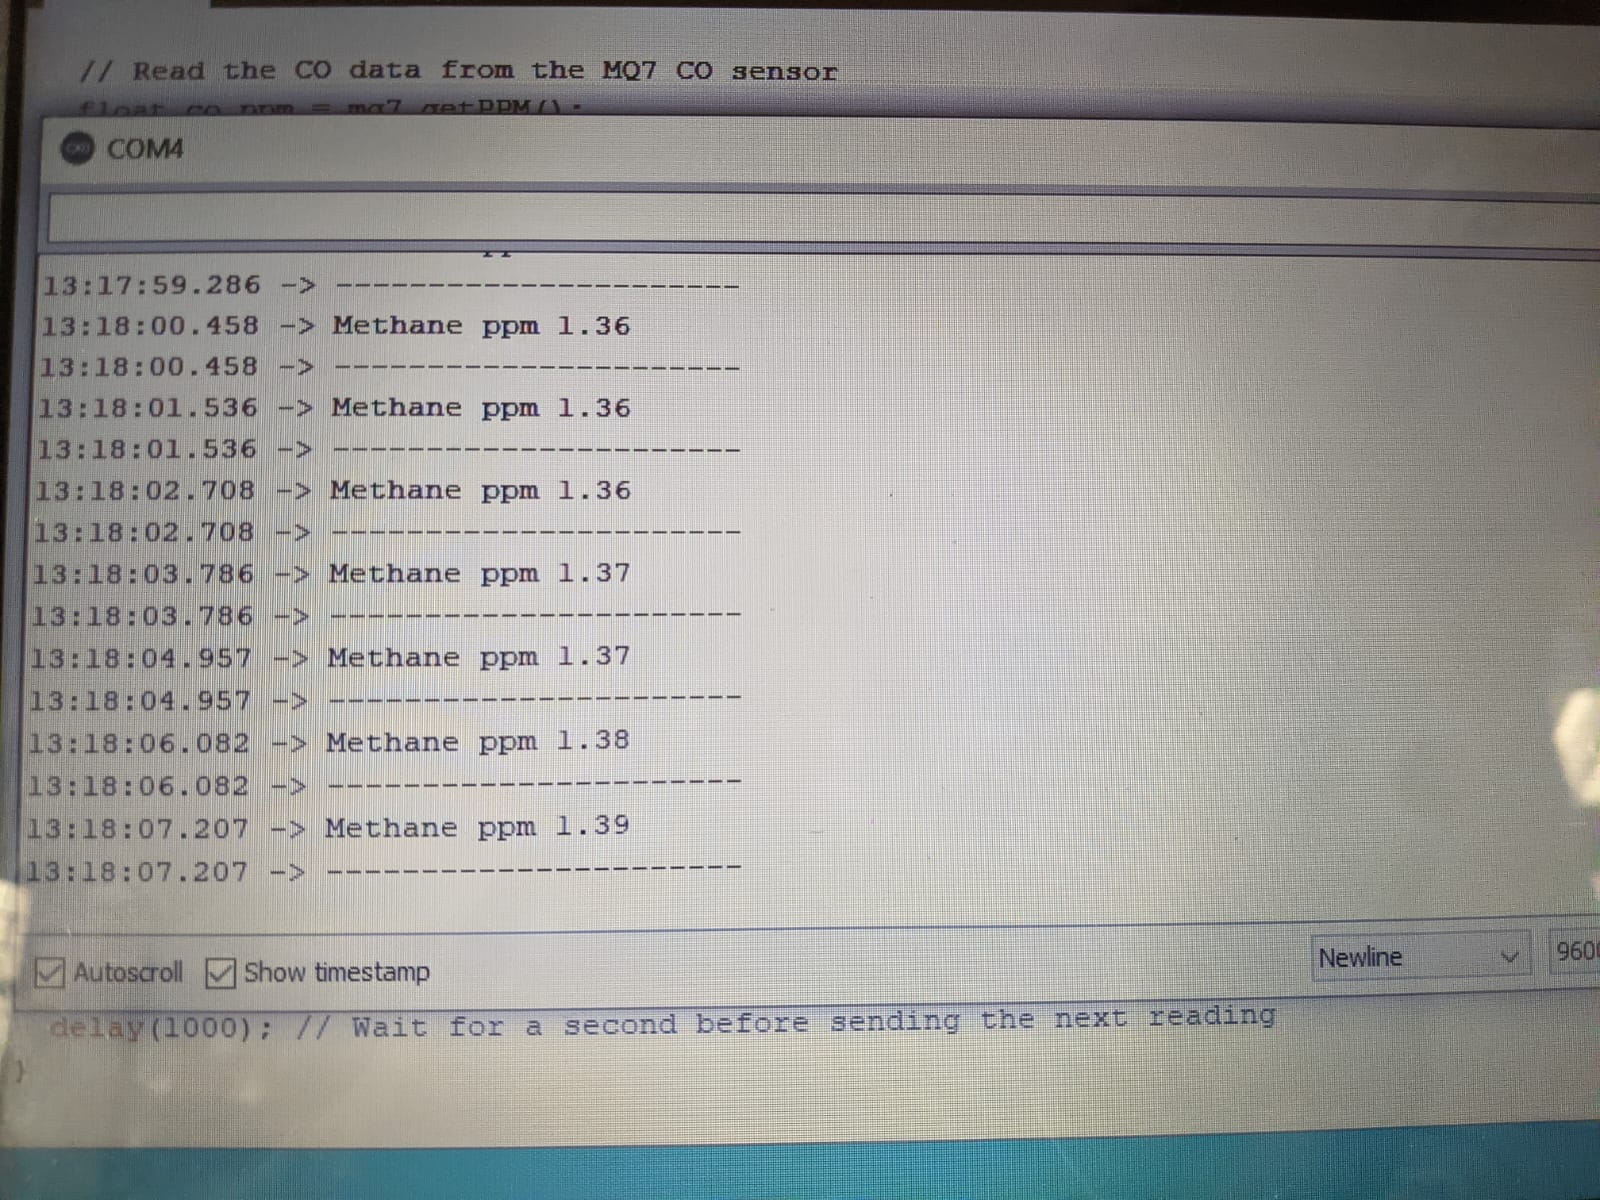 // Read the CO data from the MQ7 CO sensor
float co_ppm = mq7.getPPM();
COM4
13:17:59.286 -> ----------------------
13:18:00.458 -> Methane ppm 1.36
13:18:00.458 -> ----------------------
13:18:01.536 -> Methane ppm 1.36
13:18:01.536 -> ----------------------
13:18:02.708 -> Methane ppm 1.36
13:18:02.708 -> ----------------------
13:18:03.786 -> Methane ppm 1.37
13:18:03.786 -> ----------------------
13:18:04.957 -> Methane ppm 1.37
13:18:04.957 -> ----------------------
13:18:06.082 -> Methane ppm 1.38
13:18:06.082 -> ----------------------
13:18:07.207 -> Methane ppm 1.39
13:18:07.207 -> ----------------------
Autoscroll Show timestamp Newline 960
delay(1000); // Wait for a second before sending the next reading
}